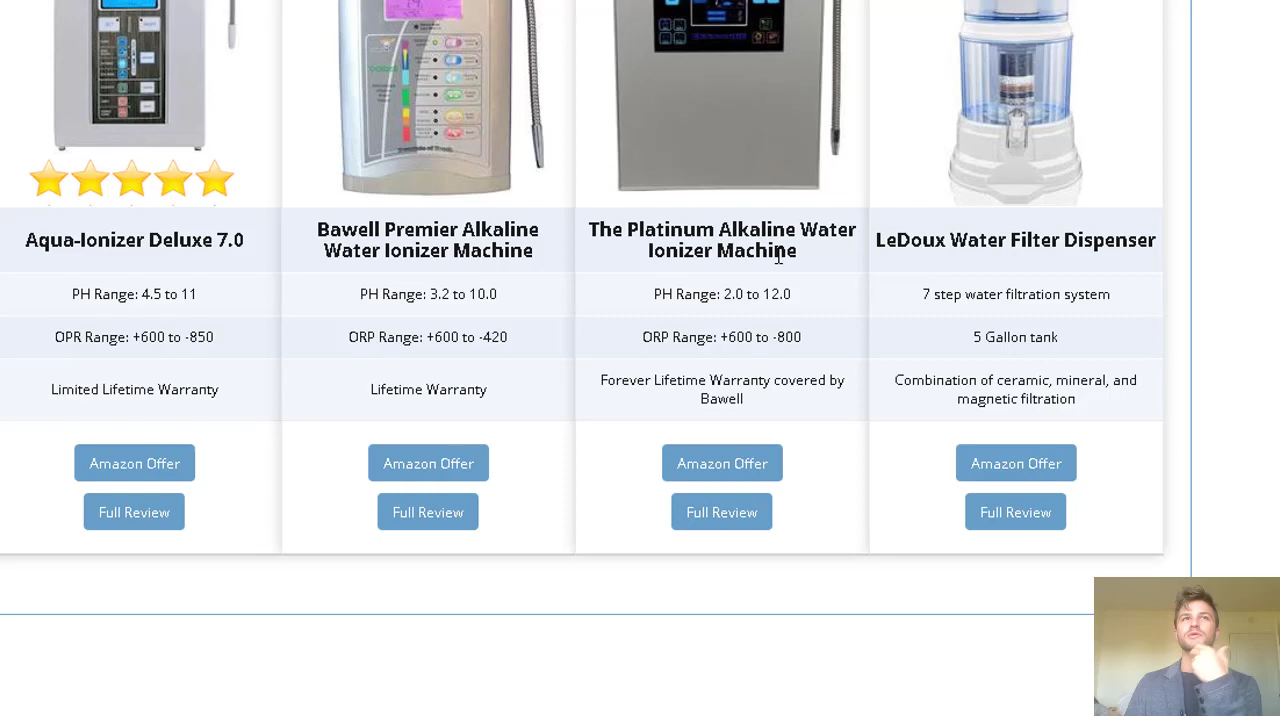 Aqua-Ionizer Deluxe 7.0
Bawell Premier Alkaline
Water Ionizer Machine
The Platinum Alkaline Water
Ionizer Machine
LeDoux Water Filter Dispenser
PH Range: 4.5 to 11
PH Range: 3.2 to 10.0
PH Range: 2.0 to 12.0
7 step water filtration system
OPR Range: +600 to -850
ORP Range: +600 to -420
ORP Range: +600 to -800
5 Gallon tank
Limited Lifetime Warranty
Lifetime Warranty
Forever Lifetime Warranty covered by
Bawell
Combination of ceramic, mineral, and
magnetic filtration
Amazon Offer
Amazon Offer
Amazon Offer
Amazon Offer
Full Review
Full Review
Full Review
Full Review